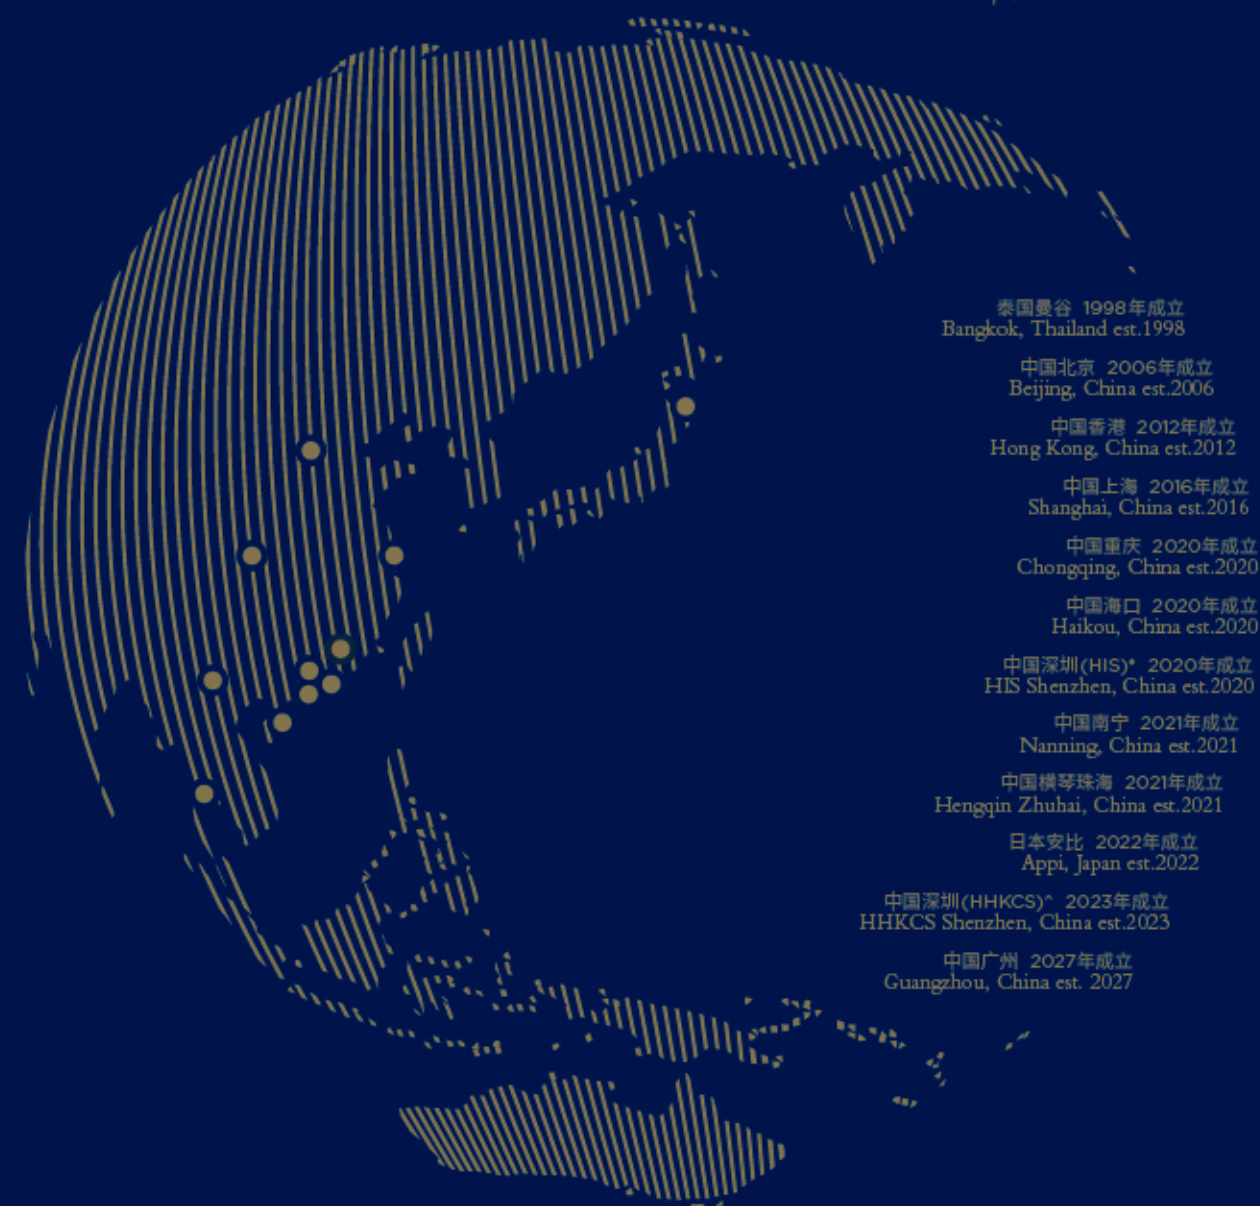 泰国曼谷 1998年成立
Bangkok, Thailand est.1998
中国北京 2006年成立
Beijing, China est.2006
中国香港 2012年成立
Hong Kong, China est.2012
中国上海 2016年成立
Shanghai, China est.2016
中国重庆 2020年成立
Chongqing, China est.2020
中国海口 2020年成立
Haikou, China est.2020
中国深圳(HIS)* 2020年成立
HIS Shenzhen, China est.2020
中国南宁 2021年成立
Nanning, China est.2021
中国横琴珠海 2021年成立
Hengqin Zhuhai, China est.2021
日本安比 2022年成立
Appi, Japan est.2022
中国深圳(HHKCS)^ 2023年成立
HHKCS Shenzhen, China est.2023
中国广州 2027年成立
Guangzhou, China est. 2027